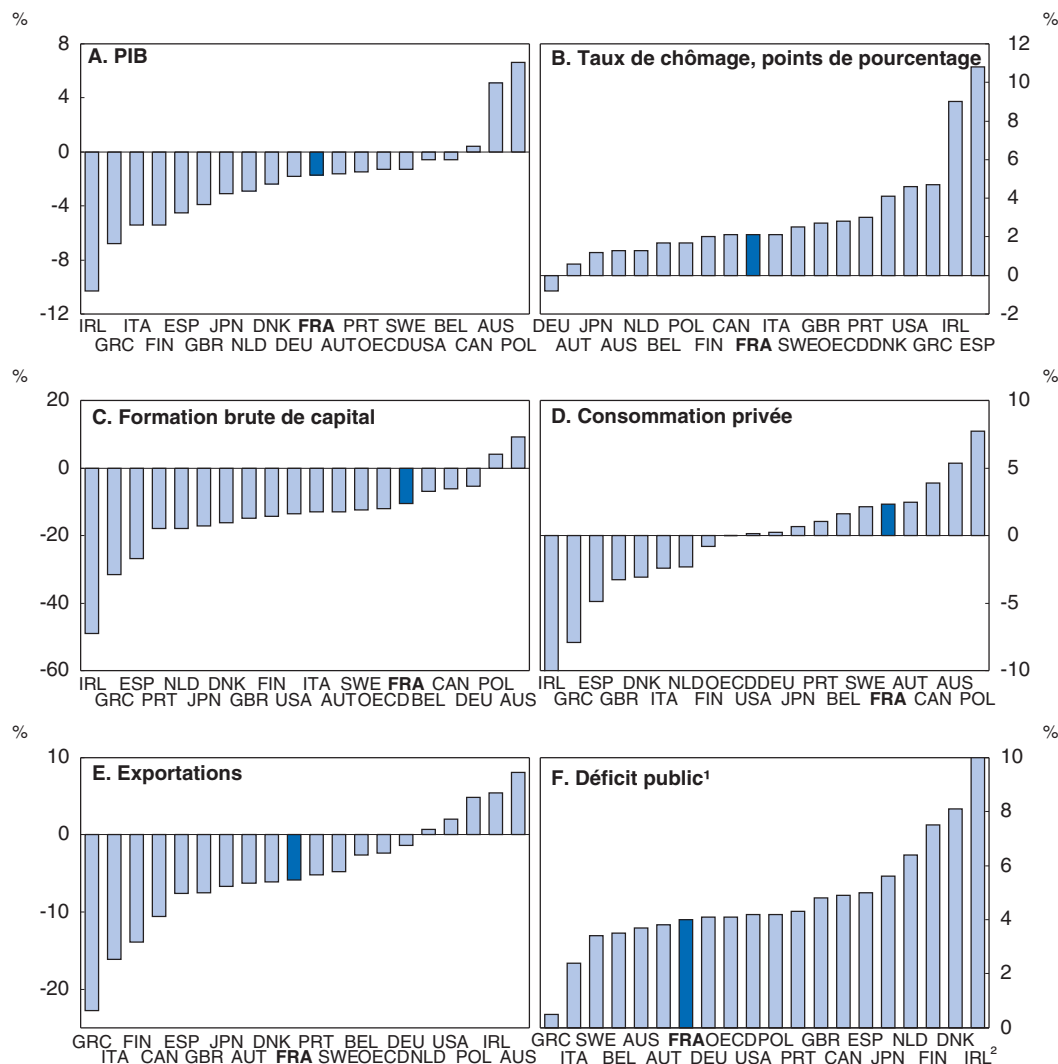 % %
A. PIB
8
4
0
-4
-8
-12
IRL ITA ESP JPN DNK FRA PRT SWE BEL AUS
GRC FIN GBR NLD DEU AUT OECD USA CAN POL
B. Taux de chômage, points de pourcentage
12
10
8
6
4
2
0
-2
DEU JPN NLD POL CAN ITA GBR PRT USA IRL
AUT AUS BEL FIN FRA SWE OECD DNK GRC ESP
% %
C. Formation brute de capital
20
0
-20
-40
-60
IRL ESP NLD DNK FIN ITA SWE FRA CAN POL
GRC PRT JPN GBR USA AUT OECD BEL DEU AUS
D. Consommation privée
10
5
0
-5
-10
IRL ESP DNK NLD OECD DEU PRT SWE AUT AUS
GRC GBR ITA FIN USA JPN BEL FRA CAN POL
% %
E. Exportations
10
0
-10
-20
GRC FIN ESP JPN DNK PRT BEL DEU USA IRL
ITA CAN GBR AUT FRA SWE OECD NLD POL AUS
F. Déficit public¹
10
8
6
4
2
0
GRC SWE AUS FRA OECD POL GBR ESP NLD DNK
ITA BEL AUT DEU USA PRT CAN JPN FIN IRL²